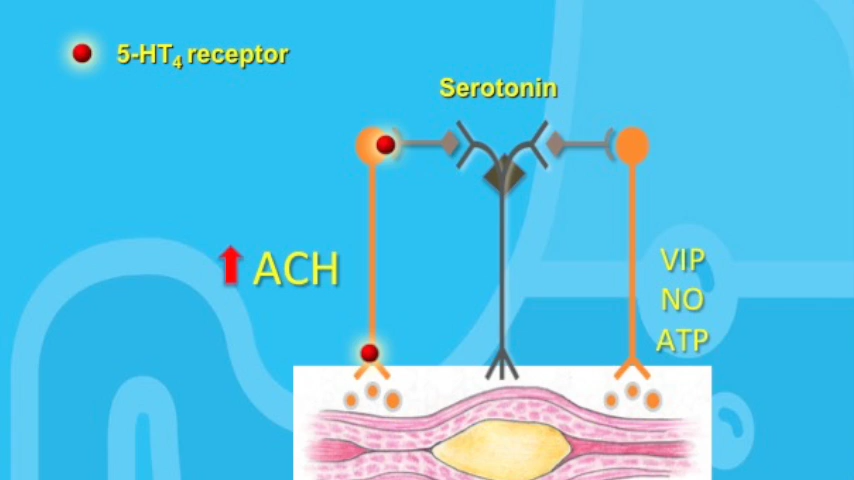 5-HT4 receptor
Serotonin
ACH
VIP
NO
ATP